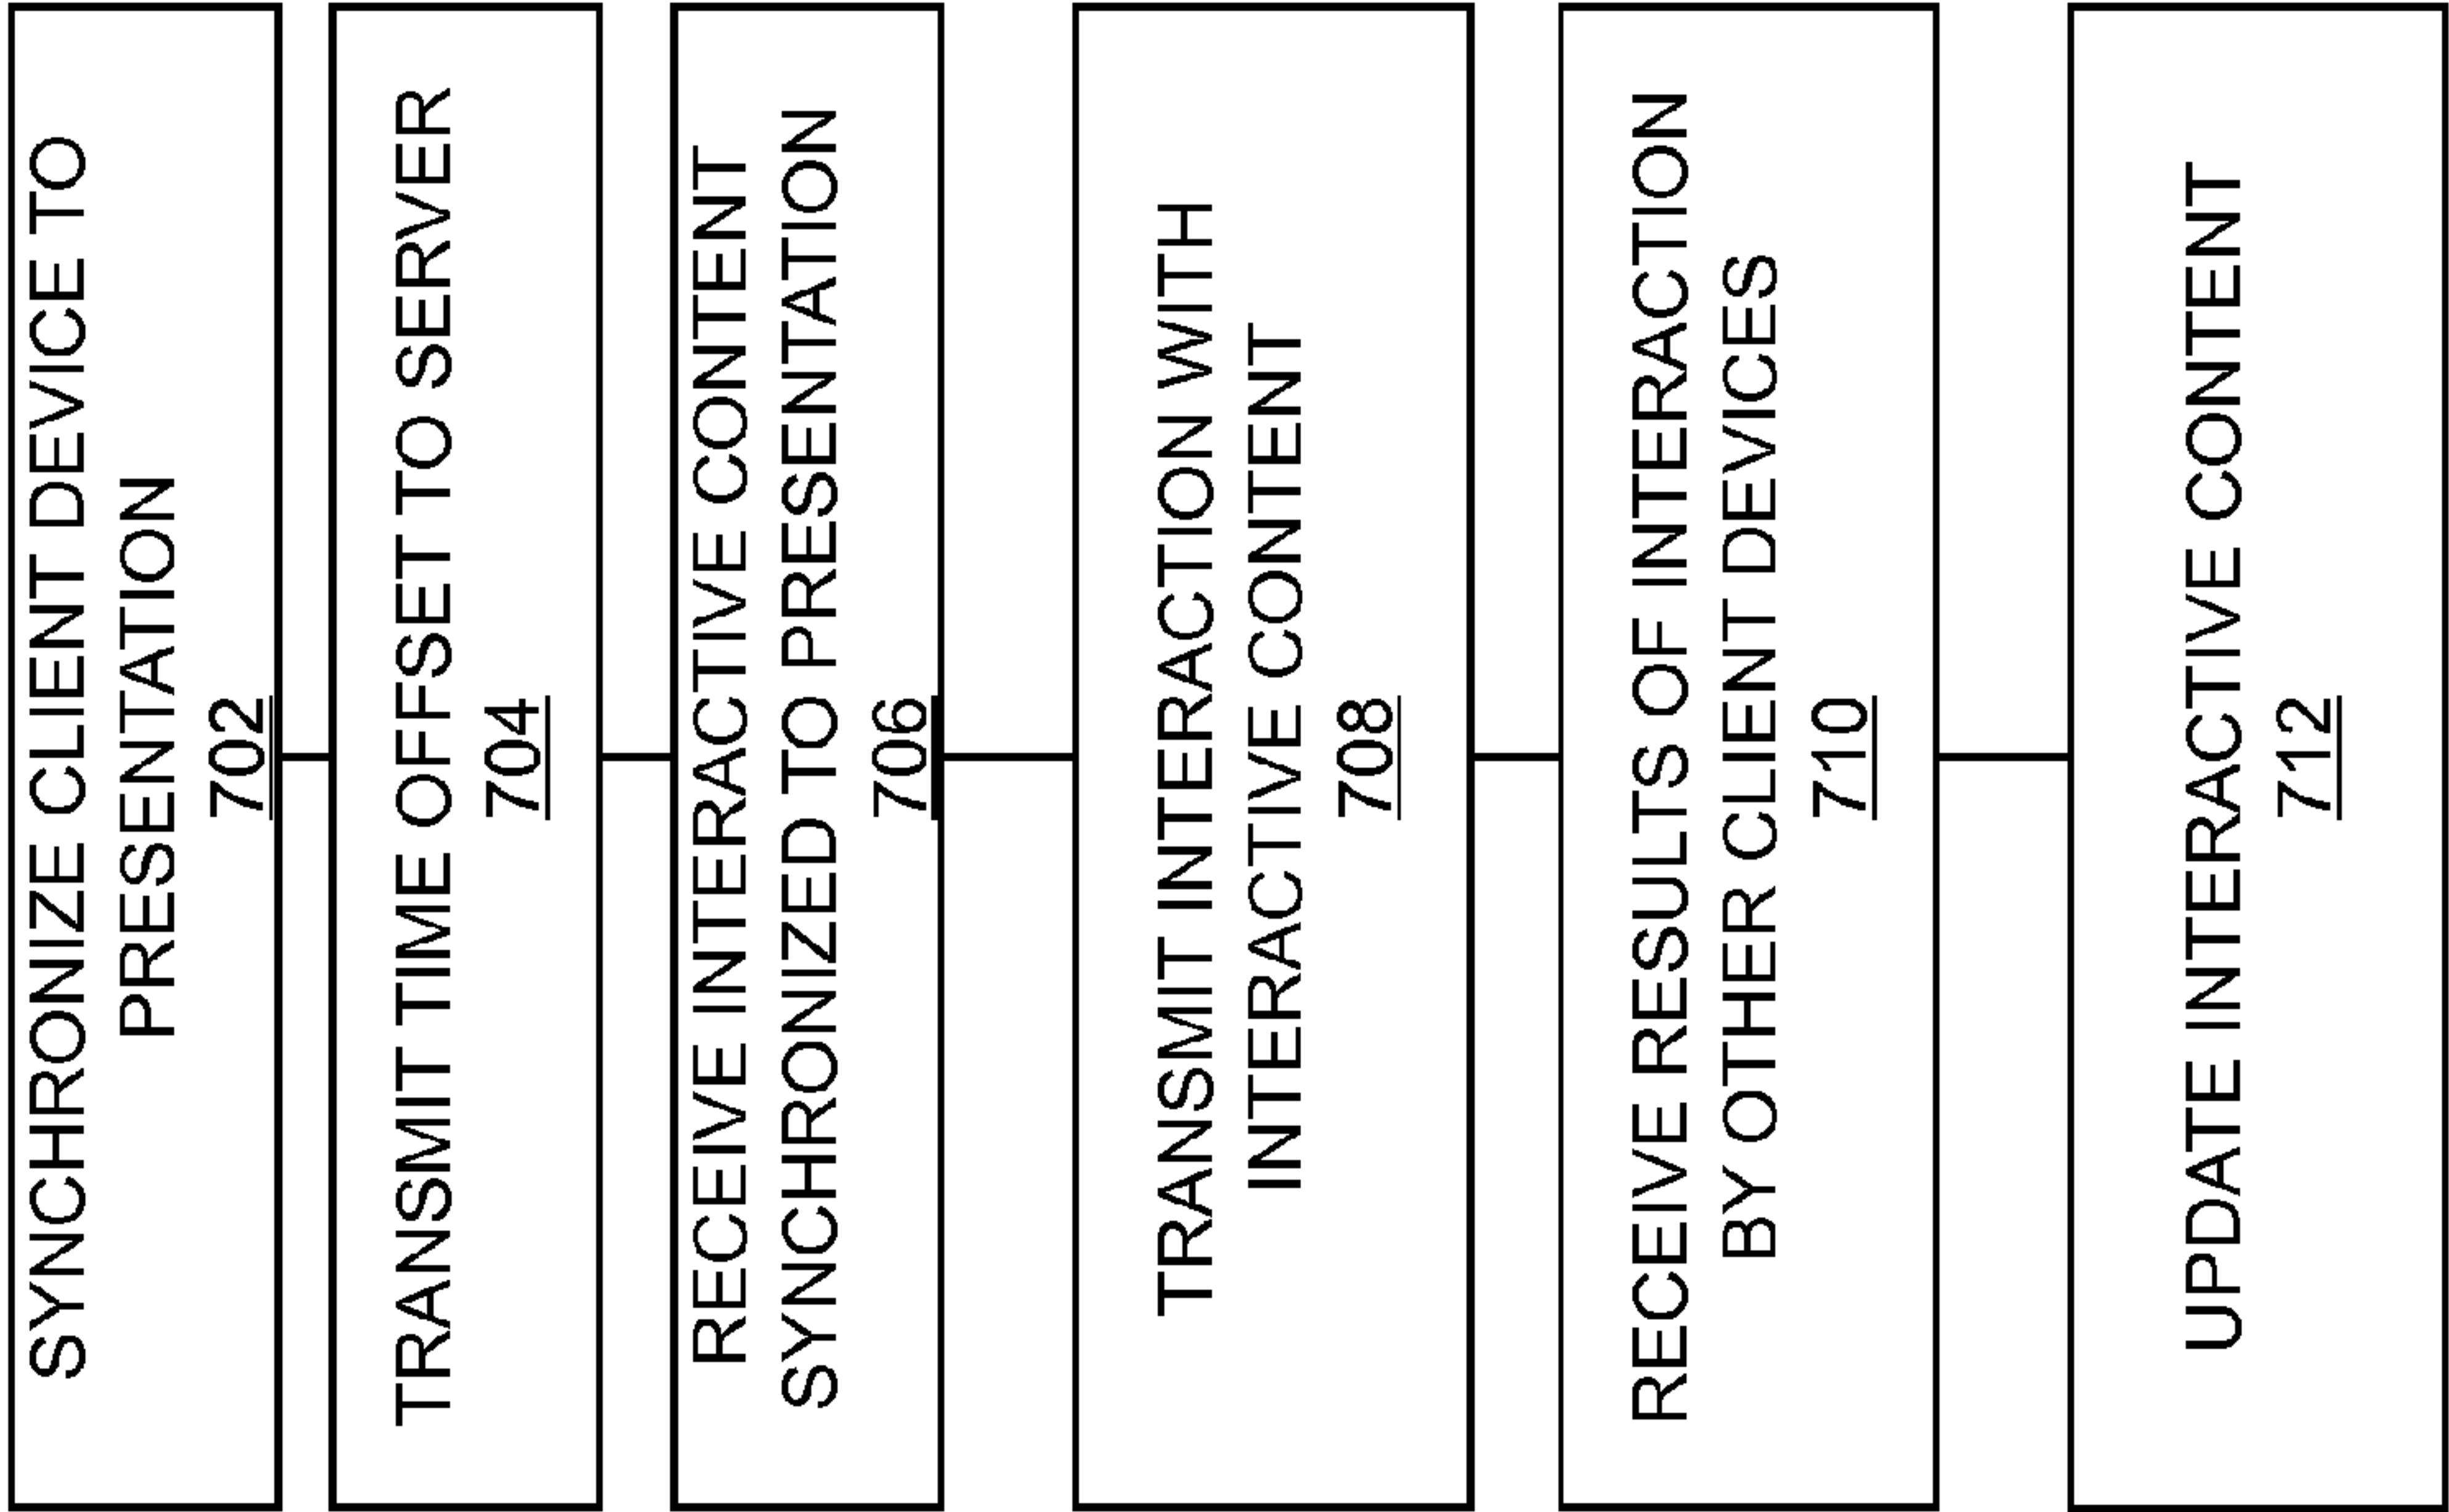 SYNCHRONIZE CLIENT DEVICE TO
PRESENTATION
702
TRANSMIT TIME OFFSET TO SERVER
704
RECEIVE INTERACTIVE CONTENT
SYNCHRONIZED TO PRESENTATION
706
TRANSMIT INTERACTION WITH
INTERACTIVE CONTENT
708
RECEIVE RESULTS OF INTERACTION
BY OTHER CLIENT DEVICES
710
UPDATE INTERACTIVE CONTENT
712